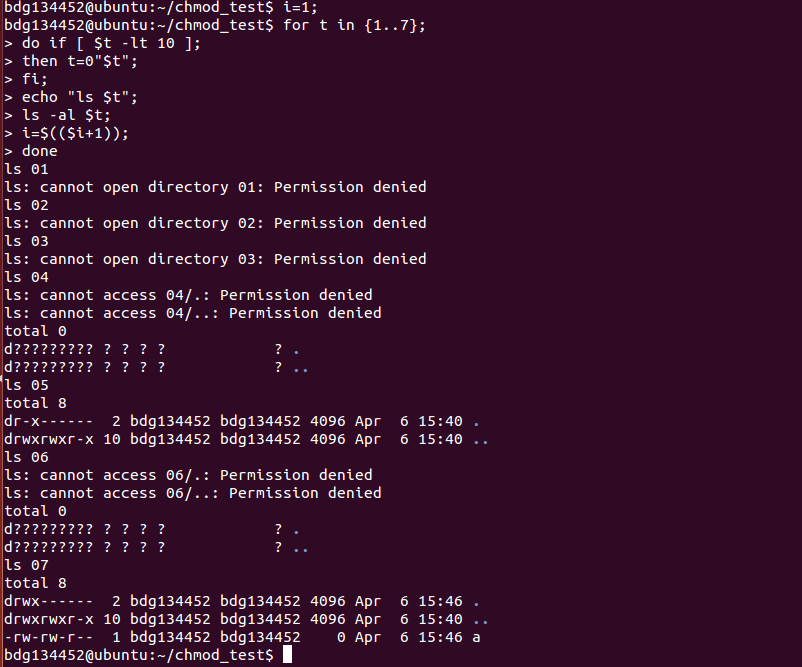 bdg134452@ubuntu:~/chmod_test$ i=1;
bdg134452@ubuntu:~/chmod_test$ for t in {1..7};
> do if [ $t -lt 10 ];
> then t=0"$t";
> fi;
> echo "ls $t";
> ls -al $t;
> i=$(($i+1));
> done
ls 01
ls: cannot open directory 01: Permission denied
ls 02
ls: cannot open directory 02: Permission denied
ls 03
ls: cannot open directory 03: Permission denied
ls 04
ls: cannot access 04/.: Permission denied
ls: cannot access 04/..: Permission denied
total 0
d????????? ? ? ? ?            ? .
d????????? ? ? ? ?            ? ..
ls 05
total 8
dr-x------  2 bdg134452 bdg134452 4096 Apr  6 15:40 .
drwxrwxr-x 10 bdg134452 bdg134452 4096 Apr  6 15:40 ..
ls 06
ls: cannot access 06/.: Permission denied
ls: cannot access 06/..: Permission denied
total 0
d????????? ? ? ? ?            ? .
d????????? ? ? ? ?            ? ..
ls 07
total 8
drwx------  2 bdg134452 bdg134452 4096 Apr  6 15:46 .
drwxrwxr-x 10 bdg134452 bdg134452 4096 Apr  6 15:40 ..
-rw-rw-r--  1 bdg134452 bdg134452    0 Apr  6 15:46 a
bdg134452@ubuntu:~/chmod_test$